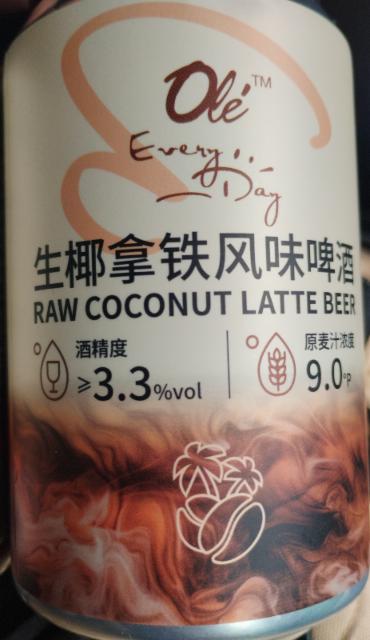 Olé™
Every
Day
生椰拿铁风味啤酒
RAW COCONUT LATTE BEER
酒精度
≥3.3%vol
原麦汁浓度
9.0°P